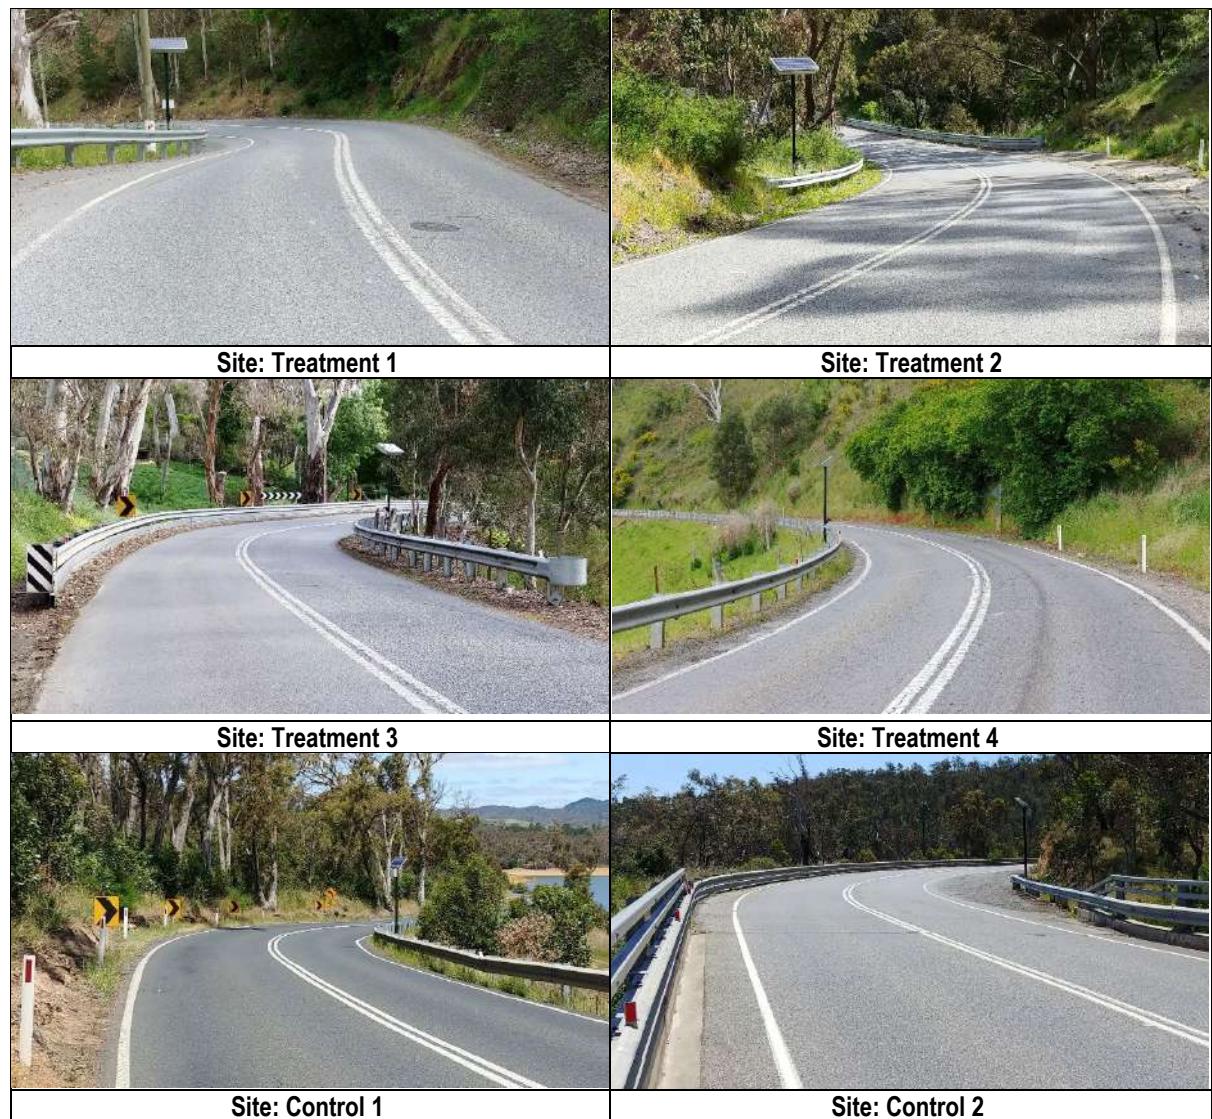 Site: Treatment 1
Site: Treatment 2
Site: Treatment 3
Site: Treatment 4
Site: Control 1
Site: Control 2